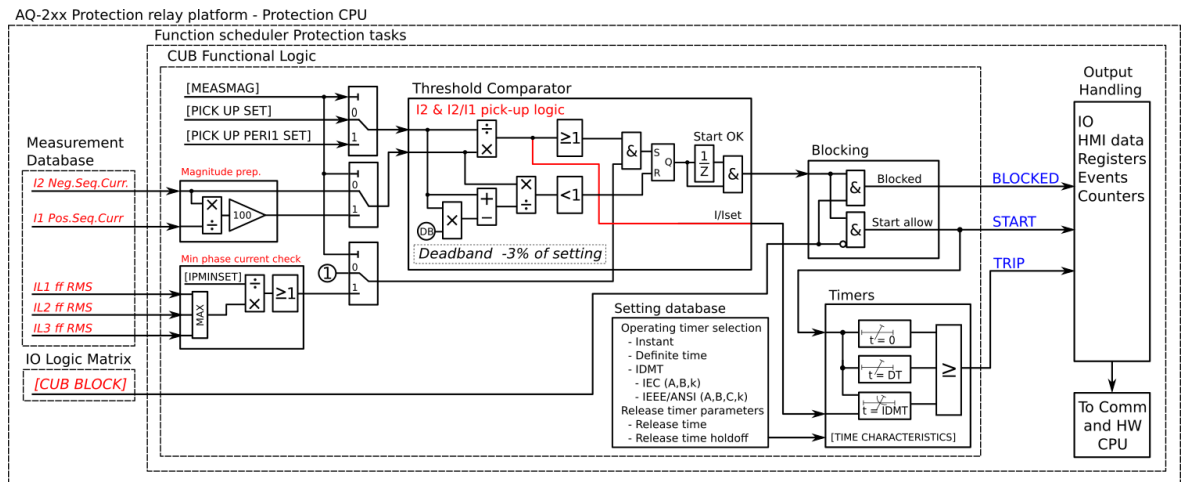 AQ-2xx Protection relay platform - Protection CPU
Function scheduler Protection tasks
CUB Functional Logic
[MEASMAG]
[PICK UP SET]
[PICK UP PERI1 SET]
0
1
Threshold Comparator
I2 & I2/I1 pick-up logic
÷
×
≥1
&
S
R
Q
Start OK
1
Z
&
+
−
÷
×
<1
×
DB
I/Iset
Deadband -3% of setting
Measurement
Database
I2 Neg.Seq.Curr.
I1 Pos.Seq.Curr
IL1 ff RMS
IL2 ff RMS
IL3 ff RMS
IO Logic Matrix
[CUB BLOCK]
Magnitude prep.
×
÷
100
0
1
Min phase current check
[IPMINSET]
MAX
÷
×
≥1
1
0
1
Blocking
&
Blocked
&
Start allow
BLOCKED
START
TRIP
Setting database
Operating timer selection
- Instant
- Definite time
- IDMT
- IEC (A,B,k)
- IEEE/ANSI (A,B,C,k)
Release timer parameters
- Release time
- Release time holdoff
Timers
t = 0
t = DT
t = IDMT
≥
[TIME CHARACTERISTICS]
Output
Handling
IO
HMI data
Registers
Events
Counters
To Comm
and HW
CPU